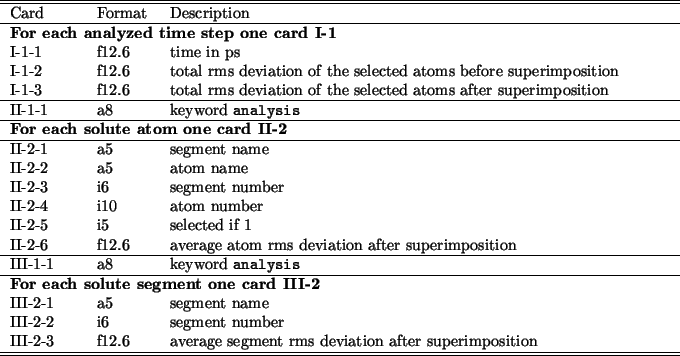 Card Format Description
For each analyzed time step one card I-1
I-1-1 f12.6 time in ps
I-1-2 f12.6 total rms deviation of the selected atoms before superimposition
I-1-3 f12.6 total rms deviation of the selected atoms after superimposition
II-1-1 a8 keyword analysis
For each solute atom one card II-2
II-2-1 a5 segment name
II-2-2 a5 atom name
II-2-3 i6 segment number
II-2-4 i10 atom number
II-2-5 i5 selected if 1
II-2-6 f12.6 average atom rms deviation after superimposition
III-1-1 a8 keyword analysis
For each solute segment one card III-2
III-2-1 a5 segment name
III-2-2 i6 segment number
III-2-3 f12.6 average segment rms deviation after superimposition